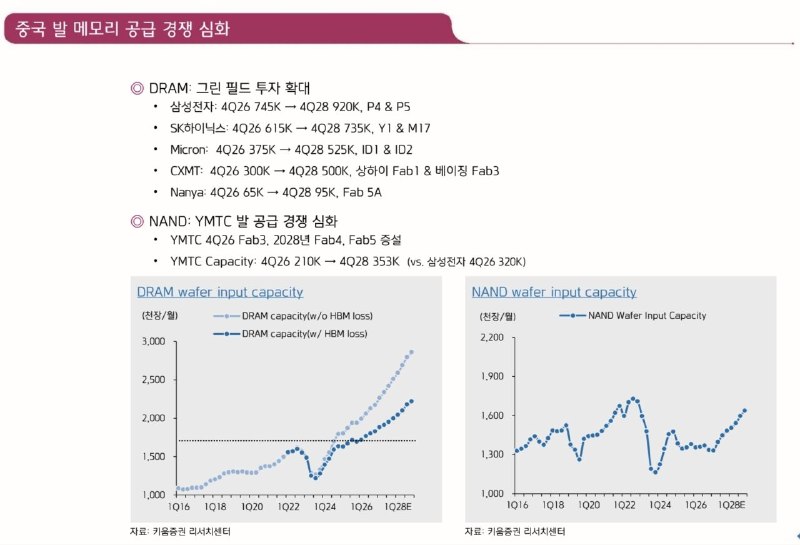 중국 발 메모리 공급 경쟁 심화
◎ DRAM: 그린 필드 투자 확대
• 삼성전자: 4Q26 745K → 4Q28 920K, P4 & P5
• SK하이닉스: 4Q26 615K → 4Q28 735K, Y1 & M17
• Micron: 4Q26 375K → 4Q28 525K, ID1 & ID2
• CXMT: 4Q26 300K → 4Q28 500K, 상하이 Fab1 & 베이징 Fab3
• Nanya: 4Q26 65K → 4Q28 95K, Fab 5A
◎ NAND: YMTC 발 공급 경쟁 심화
• YMTC 4Q26 Fab3, 2028년 Fab4, Fab5 증설
• YMTC Capacity: 4Q26 210K → 4Q28 353K (vs. 삼성전자 4Q26 320K)
DRAM wafer input capacity
(천장/월)
DRAM capacity(w/o HBM loss)
DRAM capacity(w/ HBM loss)
3,000
2,500
2,000
1,500
1,000
1Q16 1Q18 1Q20 1Q22 1Q24 1Q26 1Q28E
자료: 키움증권 리서치센터
NAND wafer input capacity
(천장/월)
NAND Wafer Input Capacity
2,200
1,900
1,600
1,300
1,000
1Q16 1Q18 1Q20 1Q22 1Q24 1Q26 1Q28E
자료: 키움증권 리서치센터